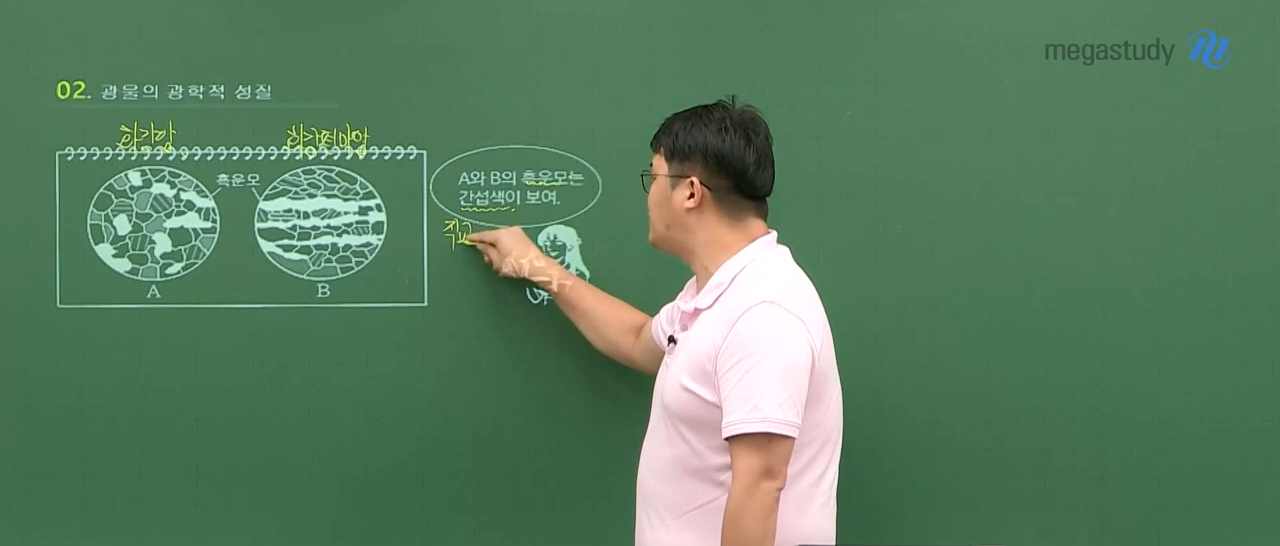 megastudy
02. 광물의 광학적 성질
화강암 화강편마암
흑운모
A와 B의 흑운모는
간섭색이 보여.
직교
A B